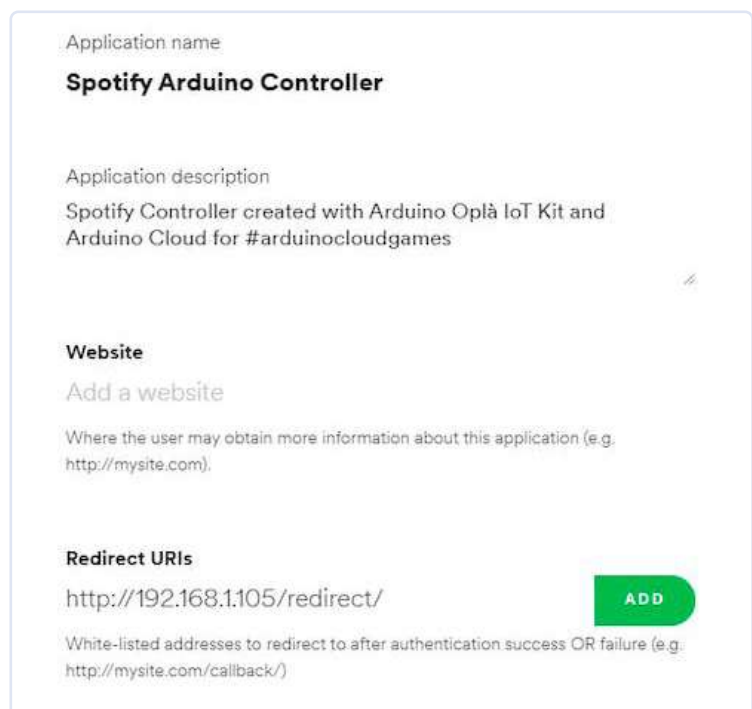 Application name
Spotify Arduino Controller
Application description
Spotify Controller created with Arduino Oplà IoT Kit and
Arduino Cloud for #arduinocloudgames
Website
Add a website
Where the user may obtain more information about this application (e.g.
http://mysite.com).
Redirect URIs
http://192.168.1.105/redirect/
ADD
White-listed addresses to redirect to after authentication success OR failure (e.g.
http://mysite.com/callback/)